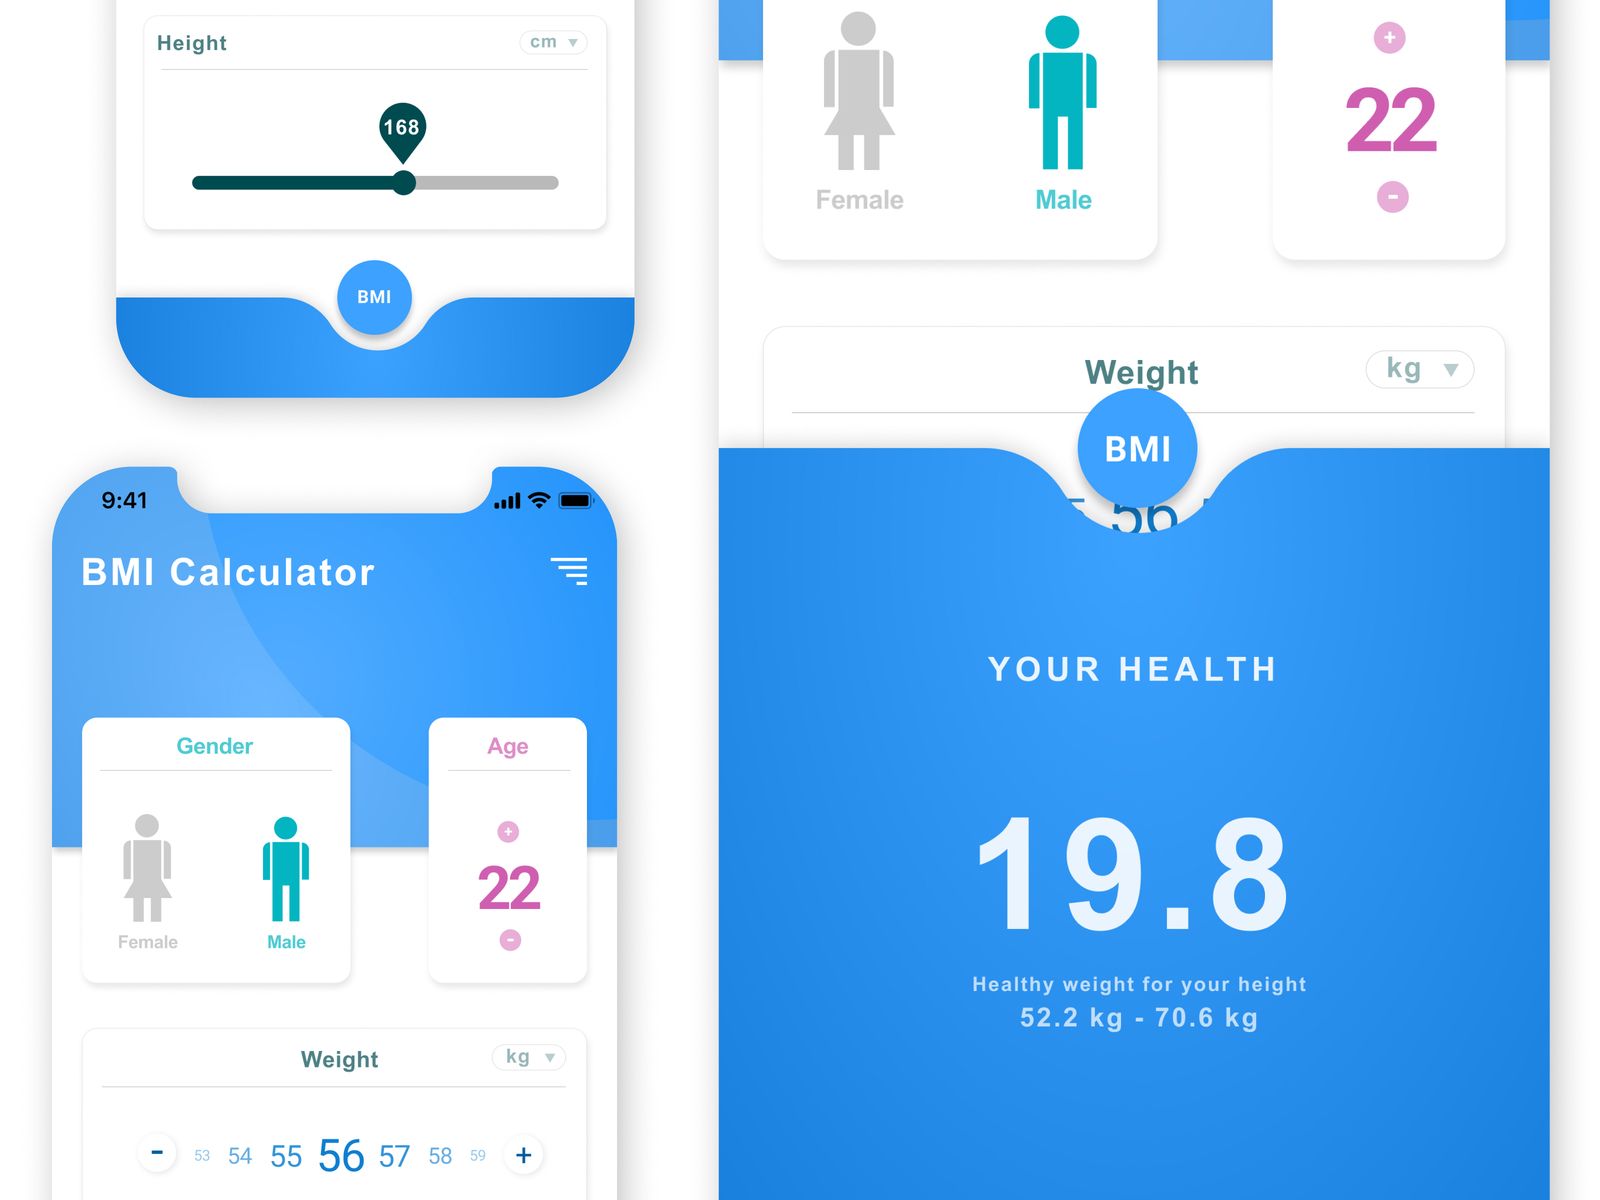 Height
cm
168
BMI
9:41
BMI Calculator
Gender
Age
+
22
-
Female
Male
Weight
kg
- 53 54 55 56 57 58 59 +
+
22
-
Female
Male
Weight
kg
BMI
56
YOUR HEALTH
19.8
Healthy weight for your height
52.2 kg - 70.6 kg